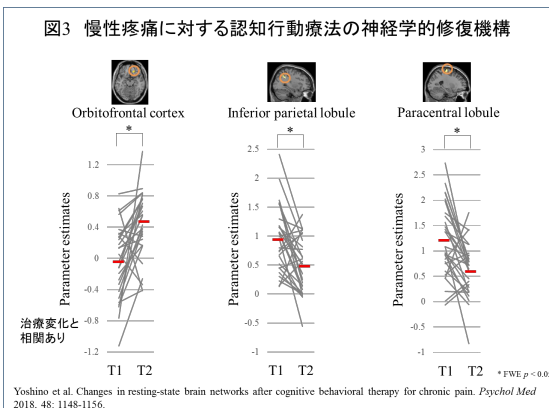 図3 慢性疼痛に対する認知行動療法の神経学的修復機構
Orbitofrontal cortex
Inferior parietal lobule
Paracentral lobule
*
*
*
Parameter estimates
1.2
0.8
0.4
0
-0.4
-0.8
-1.2
T1 T2
治療変化と
相関あり
Parameter estimates
2.5
2
1.5
1
0.5
0
-0.5
-1
T1 T2
Parameter estimates
3
2.5
2
1.5
1
0.5
0
-0.5
-1
T1 T2
* FWE p < 0.05
Yoshino et al. Changes in resting-state brain networks after cognitive behavioral therapy for chronic pain. Psychol Med
2018, 48: 1148-1156.